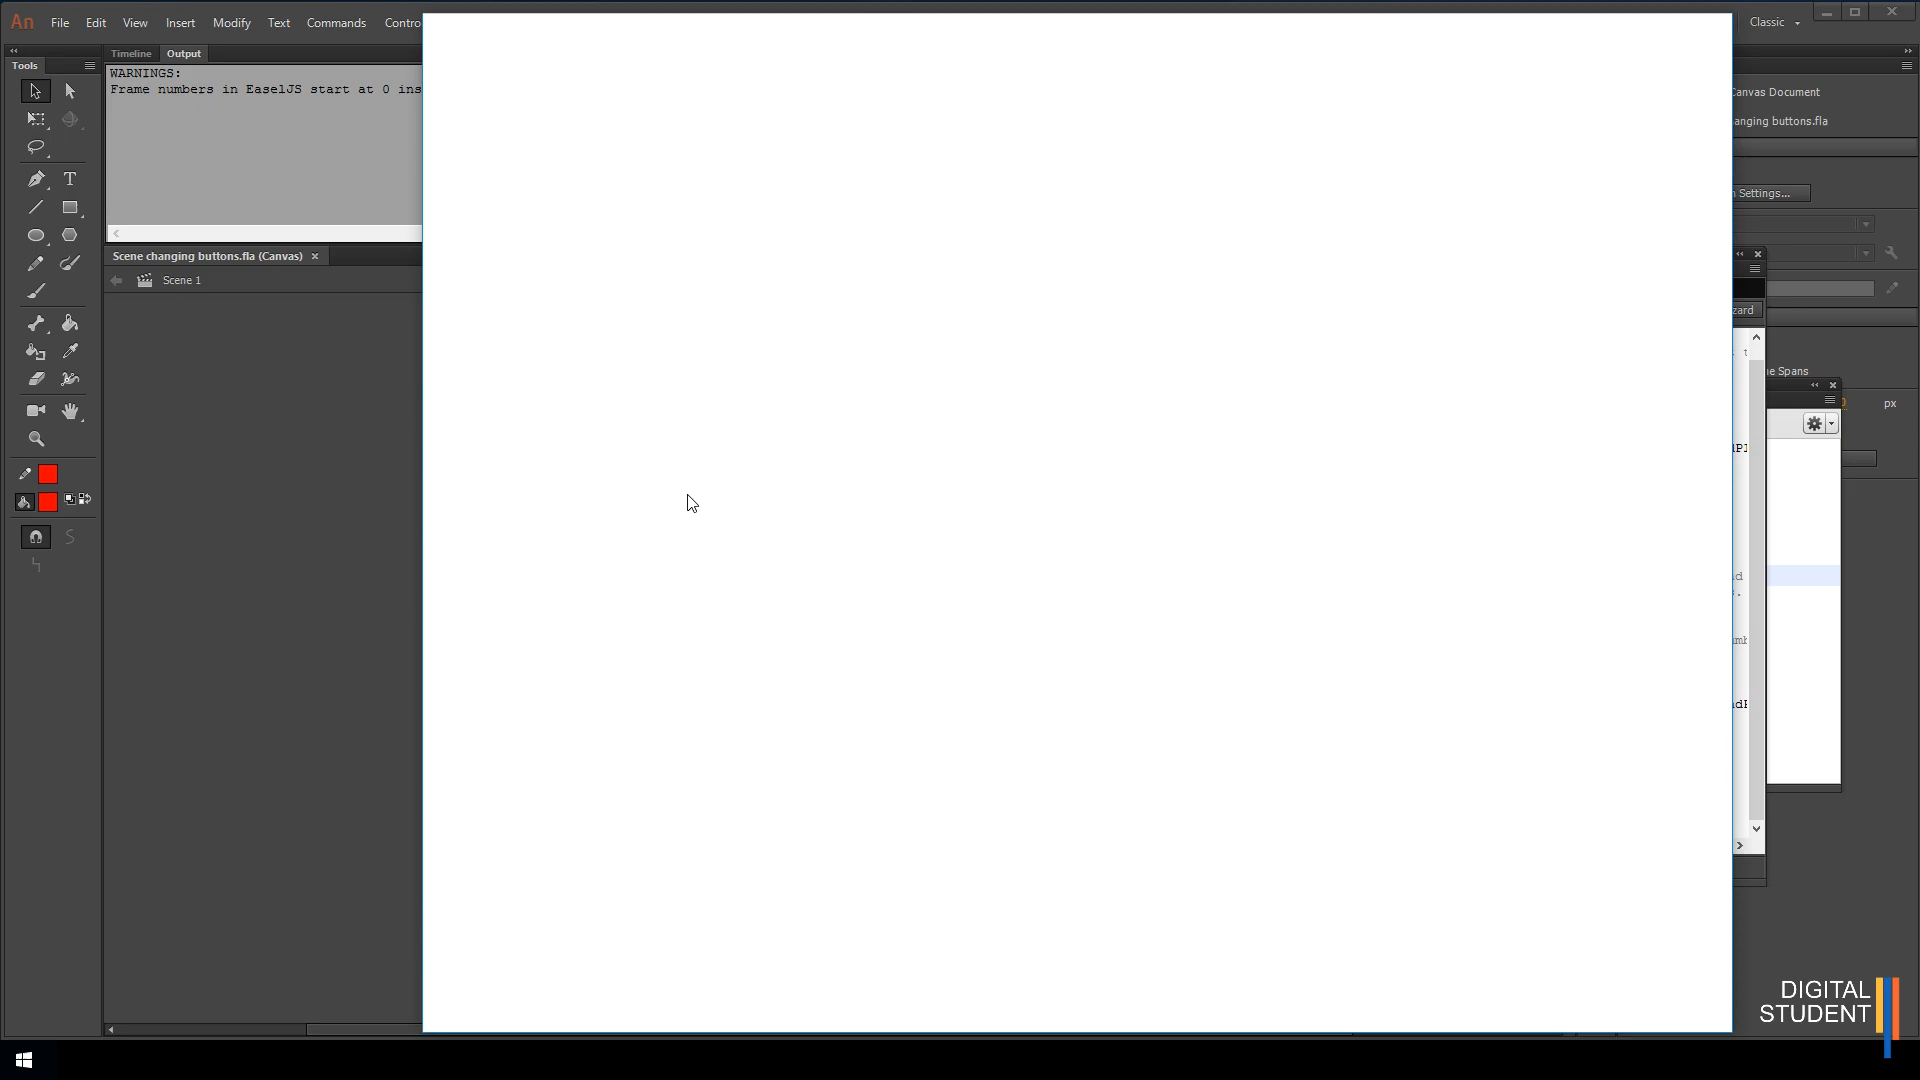 An File Edit View Insert Modify Text Commands Contro
Classic
Tools
Timeline Output
WARNINGS:
Frame numbers in EaselJS start at 0 ins
Canvas Document
anging buttons.fla
Settings...
Scene changing buttons.fla (Canvas)
Scene 1
zard
ne Spans
px
DIGITAL
STUDENT